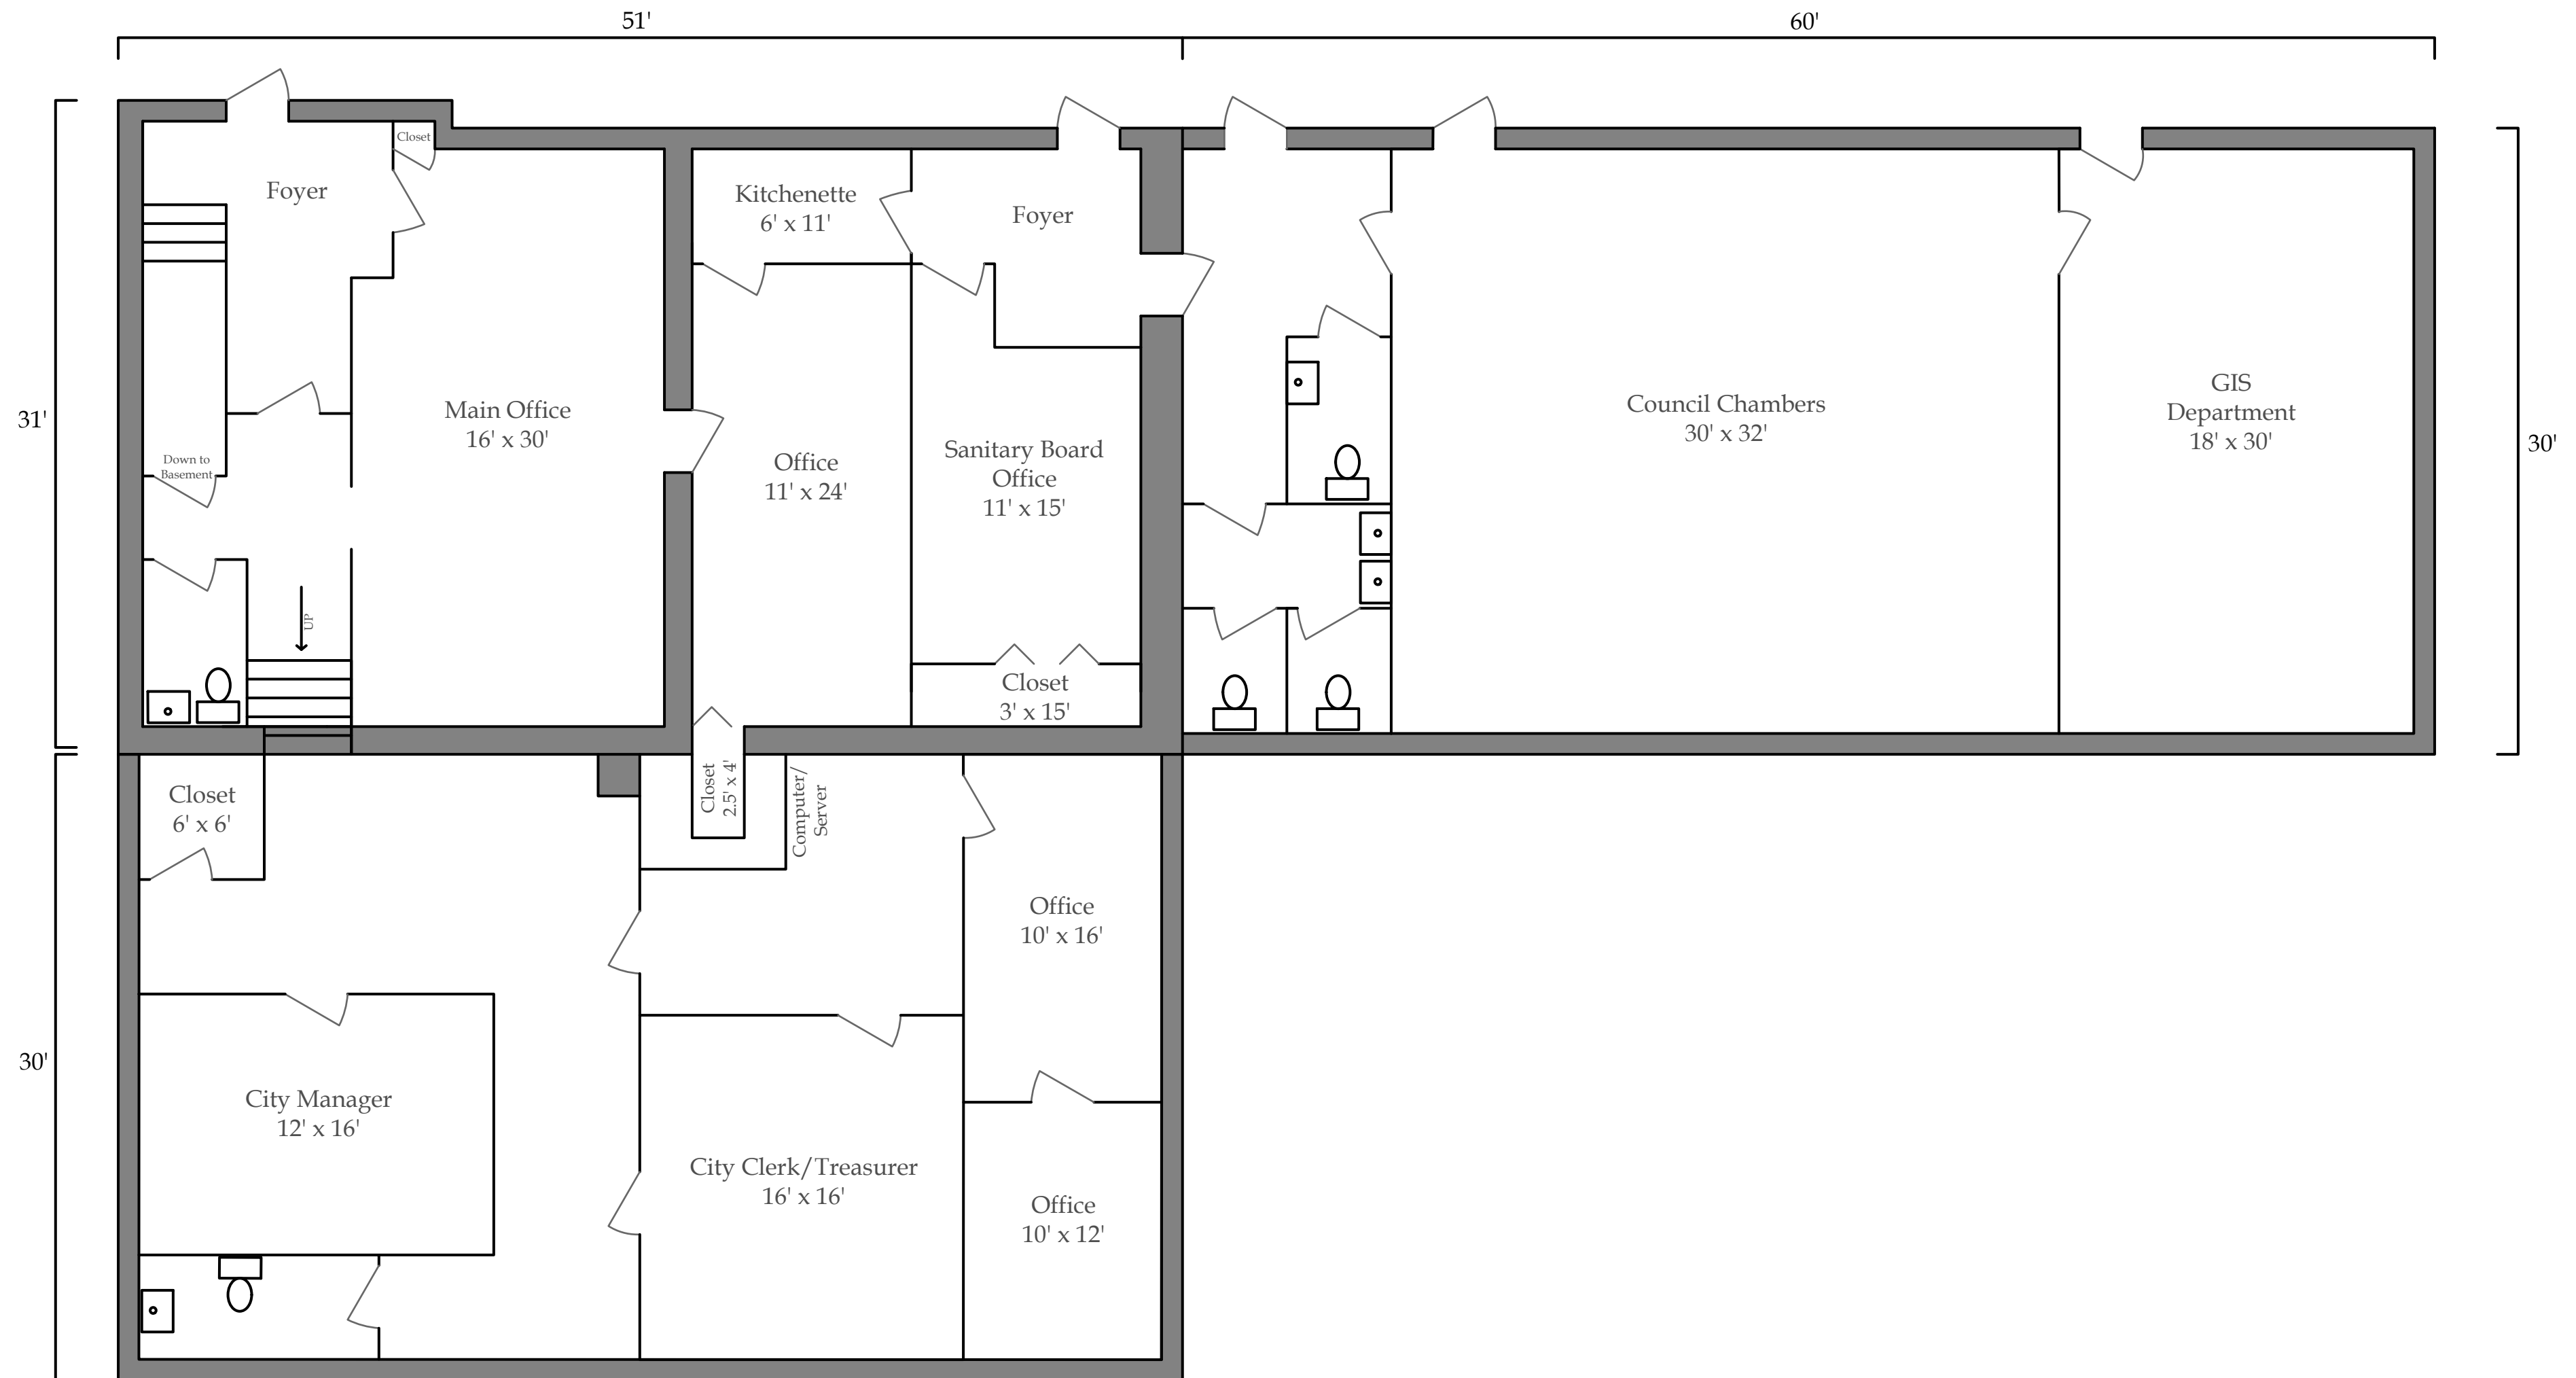 51'
60'
31'
30'
30'
Foyer
Closet
Kitchenette
6' x 11'
Foyer
Main Office
16' x 30'
Down to
Basement
UP
Office
11' x 24'
Sanitary Board
Office
11' x 15'
Closet
3' x 15'
Council Chambers
30' x 32'
GIS
Department
18' x 30'
Closet
6' x 6'
Closet
2.5' x 4'
Computer/
Server
Office
10' x 16'
City Manager
12' x 16'
City Clerk/Treasurer
16' x 16'
Office
10' x 12'